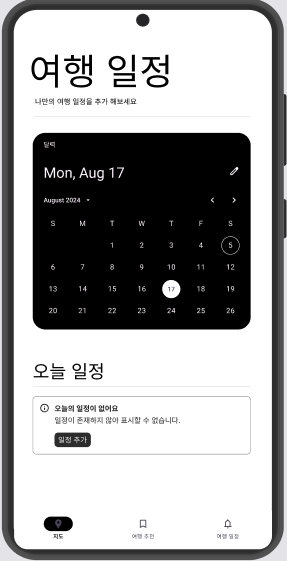 여행 일정
나만의 여행 일정을 추가 해보세요
달력
Mon, Aug 17
August 2024
S M T W T F S
1 2 3 4 5
6 7 8 9 10 11 12
13 14 15 16 17 18 19
20 21 22 23 24 25 26
오늘 일정
오늘의 일정이 없어요
일정이 존재하지 않아 표시할 수 없습니다.
일정 추가
지도 여행 추천 여행 일정